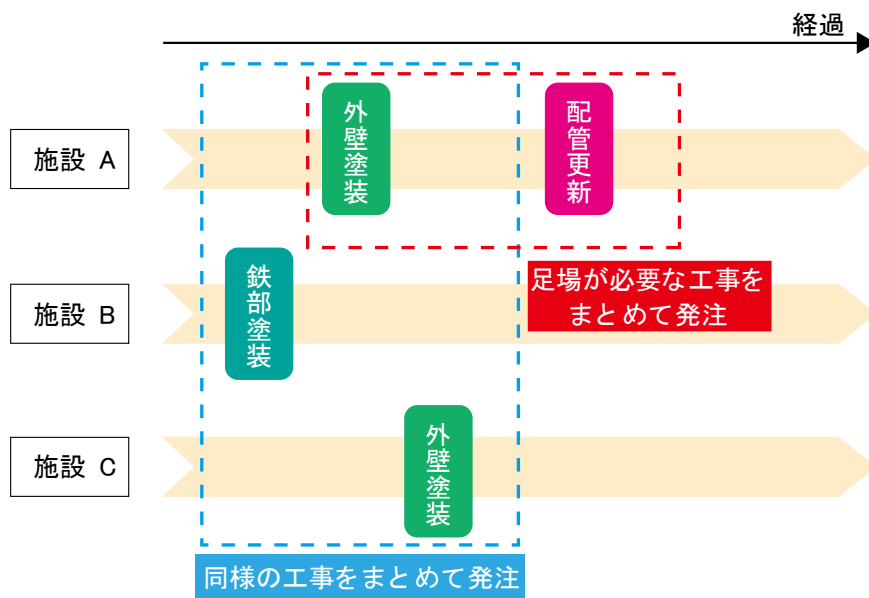 経過
施設 A
外壁塗装
配管更新
施設 B
鉄部塗装
足場が必要な工事を
まとめて発注
施設 C
外壁塗装
同様の工事をまとめて発注